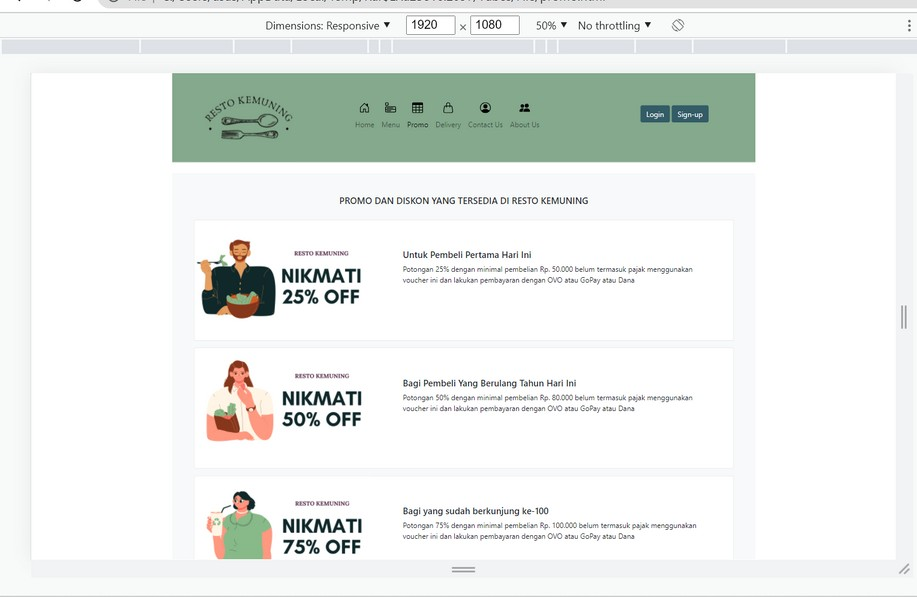 Dimensions: Responsive ▼ 1920 × 1080 50% ▼ No throttling ▼
RESTO KEMUNING
Home Menu Promo Delivery Contact Us About Us
Login Sign-up
PROMO DAN DISKON YANG TERSEDIA DI RESTO KEMUNING
RESTO KEMUNING
NIKMATI
25% OFF
Untuk Pembeli Pertama Hari Ini
Potongan 25% dengan minimal pembelian Rp. 50.000 belum termasuk pajak menggunakan
voucher ini dan lakukan pembayaran dengan OVO atau GoPay atau Dana
RESTO KEMUNING
NIKMATI
50% OFF
Bagi Pembeli Yang Berulang Tahun Hari Ini
Potongan 50% dengan minimal pembelian Rp. 80.000 belum termasuk pajak menggunakan
voucher ini dan lakukan pembayaran dengan OVO atau GoPay atau Dana
RESTO KEMUNING
NIKMATI
75% OFF
Bagi yang sudah berkunjung ke-100
Potongan 75% dengan minimal pembelian Rp. 100.000 belum termasuk pajak menggunakan
voucher ini dan lakukan pembayaran dengan OVO atau GoPay atau Dana